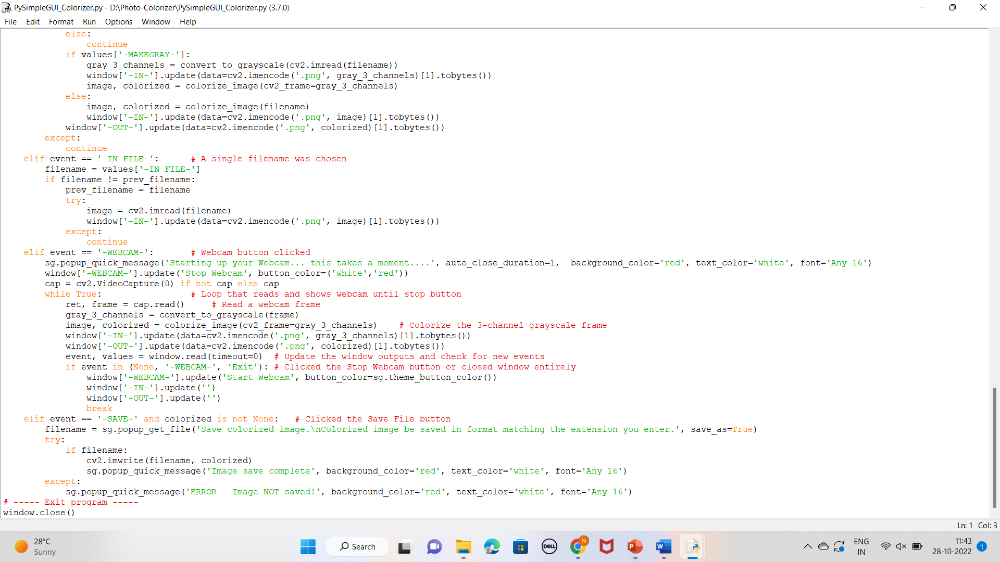 PySimpleGUI_Colorizer.py - D:\Photo-Colorizer\PySimpleGUI_Colorizer.py (3.7.0)
File Edit Format Run Options Window Help
            else:
                continue
            if values['-MAKEGRAY-']:
                gray_3_channels = convert_to_grayscale(cv2.imread(filename))
                window['-IN-'].update(data=cv2.imencode('.png', gray_3_channels)[1].tobytes())
                image, colorized = colorize_image(cv2_frame=gray_3_channels)
            else:
                image, colorized = colorize_image(filename)
                window['-IN-'].update(data=cv2.imencode('.png', image)[1].tobytes())
            window['-OUT-'].update(data=cv2.imencode('.png', colorized)[1].tobytes())
        except:
            continue
    elif event == '-IN FILE-':      # A single filename was chosen
        filename = values['-IN FILE-']
        if filename != prev_filename:
            prev_filename = filename
            try:
                image = cv2.imread(filename)
                window['-IN-'].update(data=cv2.imencode('.png', image)[1].tobytes())
            except:
                continue
    elif event == '-WEBCAM-':       # Webcam button clicked
        sg.popup_quick_message('Starting up your Webcam... this takes a moment....', auto_close_duration=1,  background_color='red', text_color='white', font='Any 16')
        window['-WEBCAM-'].update('Stop Webcam', button_color=('white','red'))
        cap = cv2.VideoCapture(0) if not cap else cap
        while True:                 # Loop that reads and shows webcam until stop button
            ret, frame = cap.read()     # Read a webcam frame
            gray_3_channels = convert_to_grayscale(frame)
            image, colorized = colorize_image(cv2_frame=gray_3_channels)    # Colorize the 3-channel grayscale frame
            window['-IN-'].update(data=cv2.imencode('.png', gray_3_channels)[1].tobytes())
            window['-OUT-'].update(data=cv2.imencode('.png', colorized)[1].tobytes())
            event, values = window.read(timeout=0)  # Update the window outputs and check for new events
            if event in (None, '-WEBCAM-', 'Exit'): # Clicked the Stop Webcam button or closed window entirely
                window['-WEBCAM-'].update('Start Webcam', button_color=sg.theme_button_color())
                window['-IN-'].update('')
                window['-OUT-'].update('')
                break
    elif event == '-SAVE-' and colorized is not None:   # Clicked the Save File button
        filename = sg.popup_get_file('Save colorized image.\nColorized image be saved in format matching the extension you enter.', save_as=True)
        try:
            if filename:
                cv2.imwrite(filename, colorized)
                sg.popup_quick_message('Image save complete', background_color='red', text_color='white', font='Any 16')
        except:
            sg.popup_quick_message('ERROR - Image NOT saved!', background_color='red', text_color='white', font='Any 16')
# ----- Exit program -----
window.close()
Ln: 1 Col: 3
28°C
Sunny
Search
DELL
N
P
W
ENG
IN
11:43
28-10-2022
1